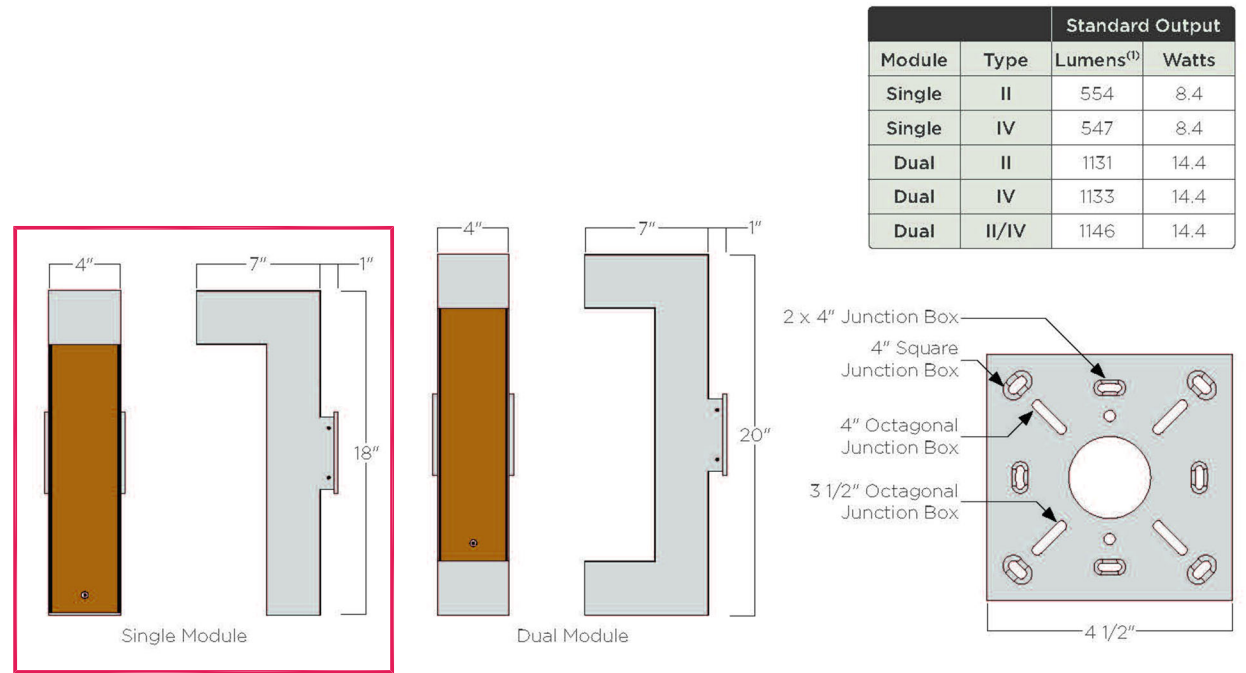 Standard Output
Module Type Lumens(1) Watts
Single II 554 8.4
Single IV 547 8.4
Dual II 1131 14.4
Dual IV 1133 14.4
Dual II/IV 1146 14.4
4"
7"
1"
18"
Single Module
4"
7"
1"
20"
Dual Module
2 x 4" Junction Box
4" Square
Junction Box
4" Octagonal
Junction Box
3 1/2" Octagonal
Junction Box
4 1/2"